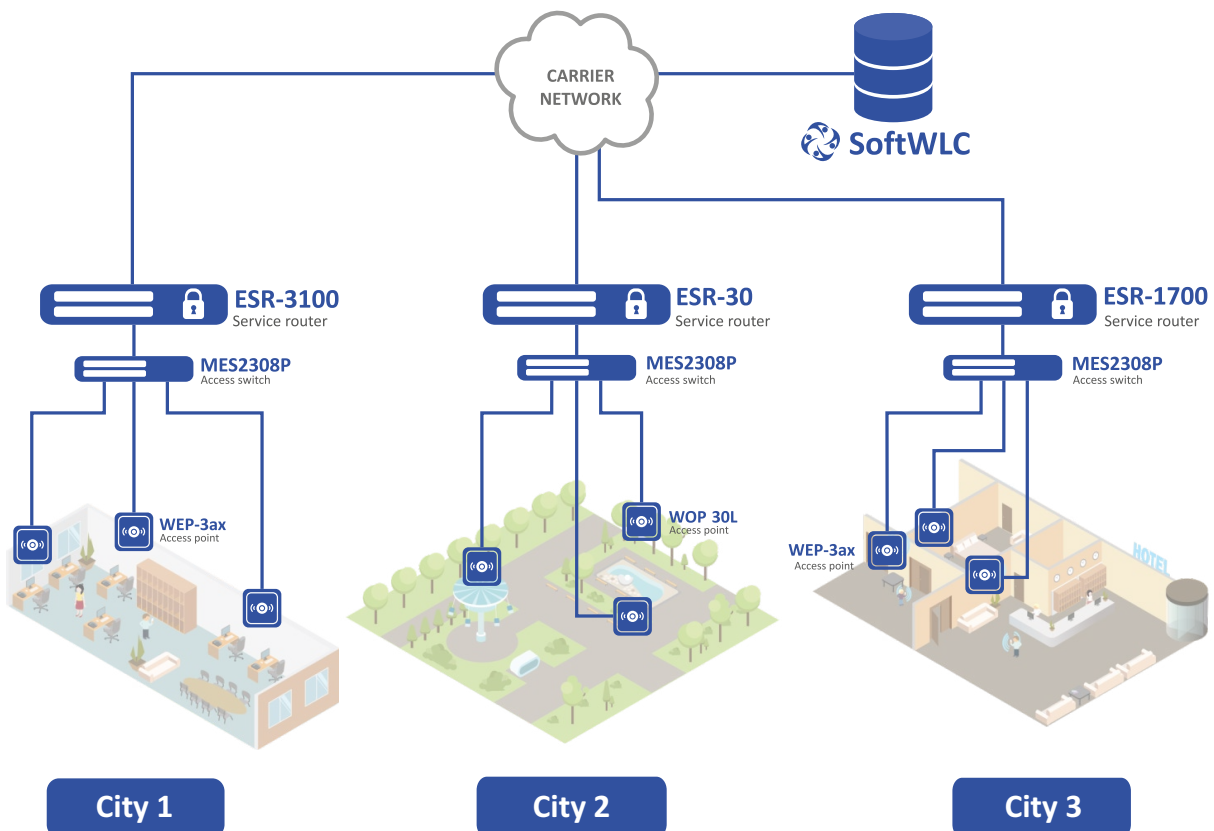 CARRIER
NETWORK
SoftWLC
ESR-3100
Service router
ESR-30
Service router
ESR-1700
Service router
MES2308P
Access switch
MES2308P
Access switch
MES2308P
Access switch
WEP-3ax
Access point
WOP 30L
Access point
WEP-3ax
Access point
HOTEL
City 1
City 2
City 3